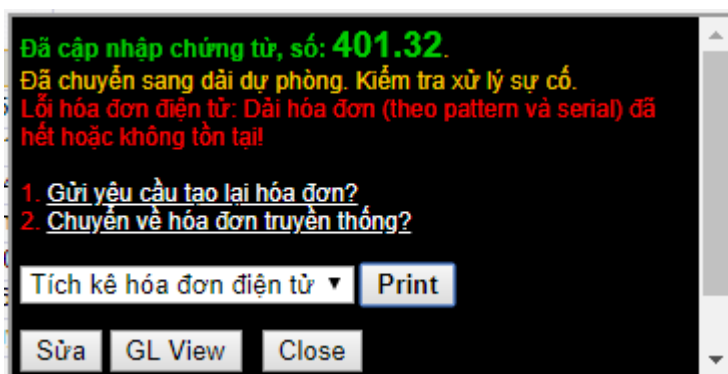 Đã cập nhập chứng từ, số: 401.32.
Đã chuyển sang dải dự phòng. Kiểm tra xử lý sự cố.
Lỗi hóa đơn điện tử: Dải hóa đơn (theo pattern và serial) đã
hết hoặc không tồn tại!
1. Gửi yêu cầu tạo lại hóa đơn?
2. Chuyển về hóa đơn truyền thống?
Tích kê hóa đơn điện tử ▼ Print
Sửa GL View Close